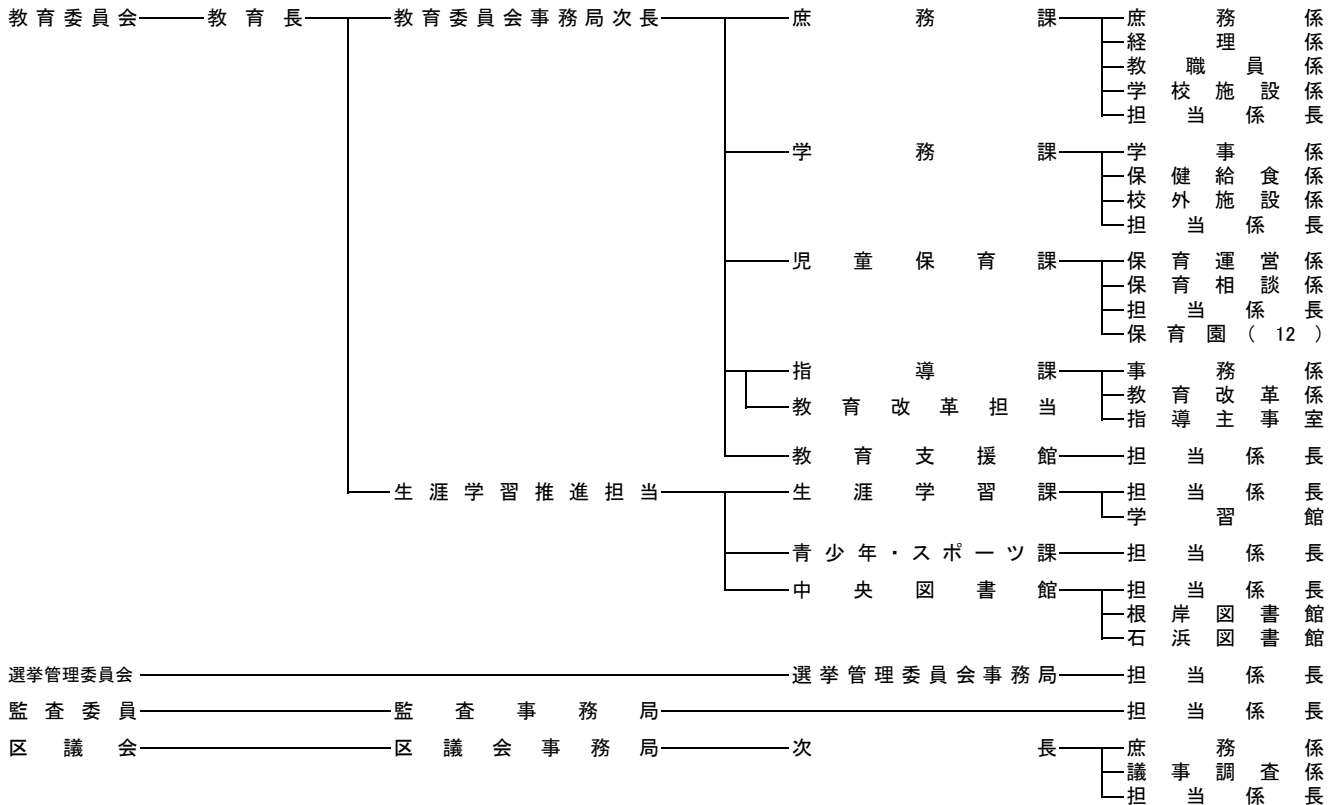 教育委員会 教育長 教育委員会事務局次長 庶務課 庶務係
経理係
教職員係
学校施設係
担当係長
学務課 学事係
保健給食係
校外施設係
担当係長
児童保育課 保育運営係
保育相談係
担当係長
保育園(12)
指導課 事務係
教育改革係
教育改革担当
指導主事室
教育支援館 担当係長
生涯学習推進担当 生涯学習課 担当係長
学習館
青少年・スポーツ課 担当係長
中央図書館 担当係長
根岸図書館
石浜図書館
選挙管理委員会 選挙管理委員会事務局 担当係長
監査委員 監査事務局 担当係長
区議会 区議会事務局 次長 庶務係
議事調査係
担当係長